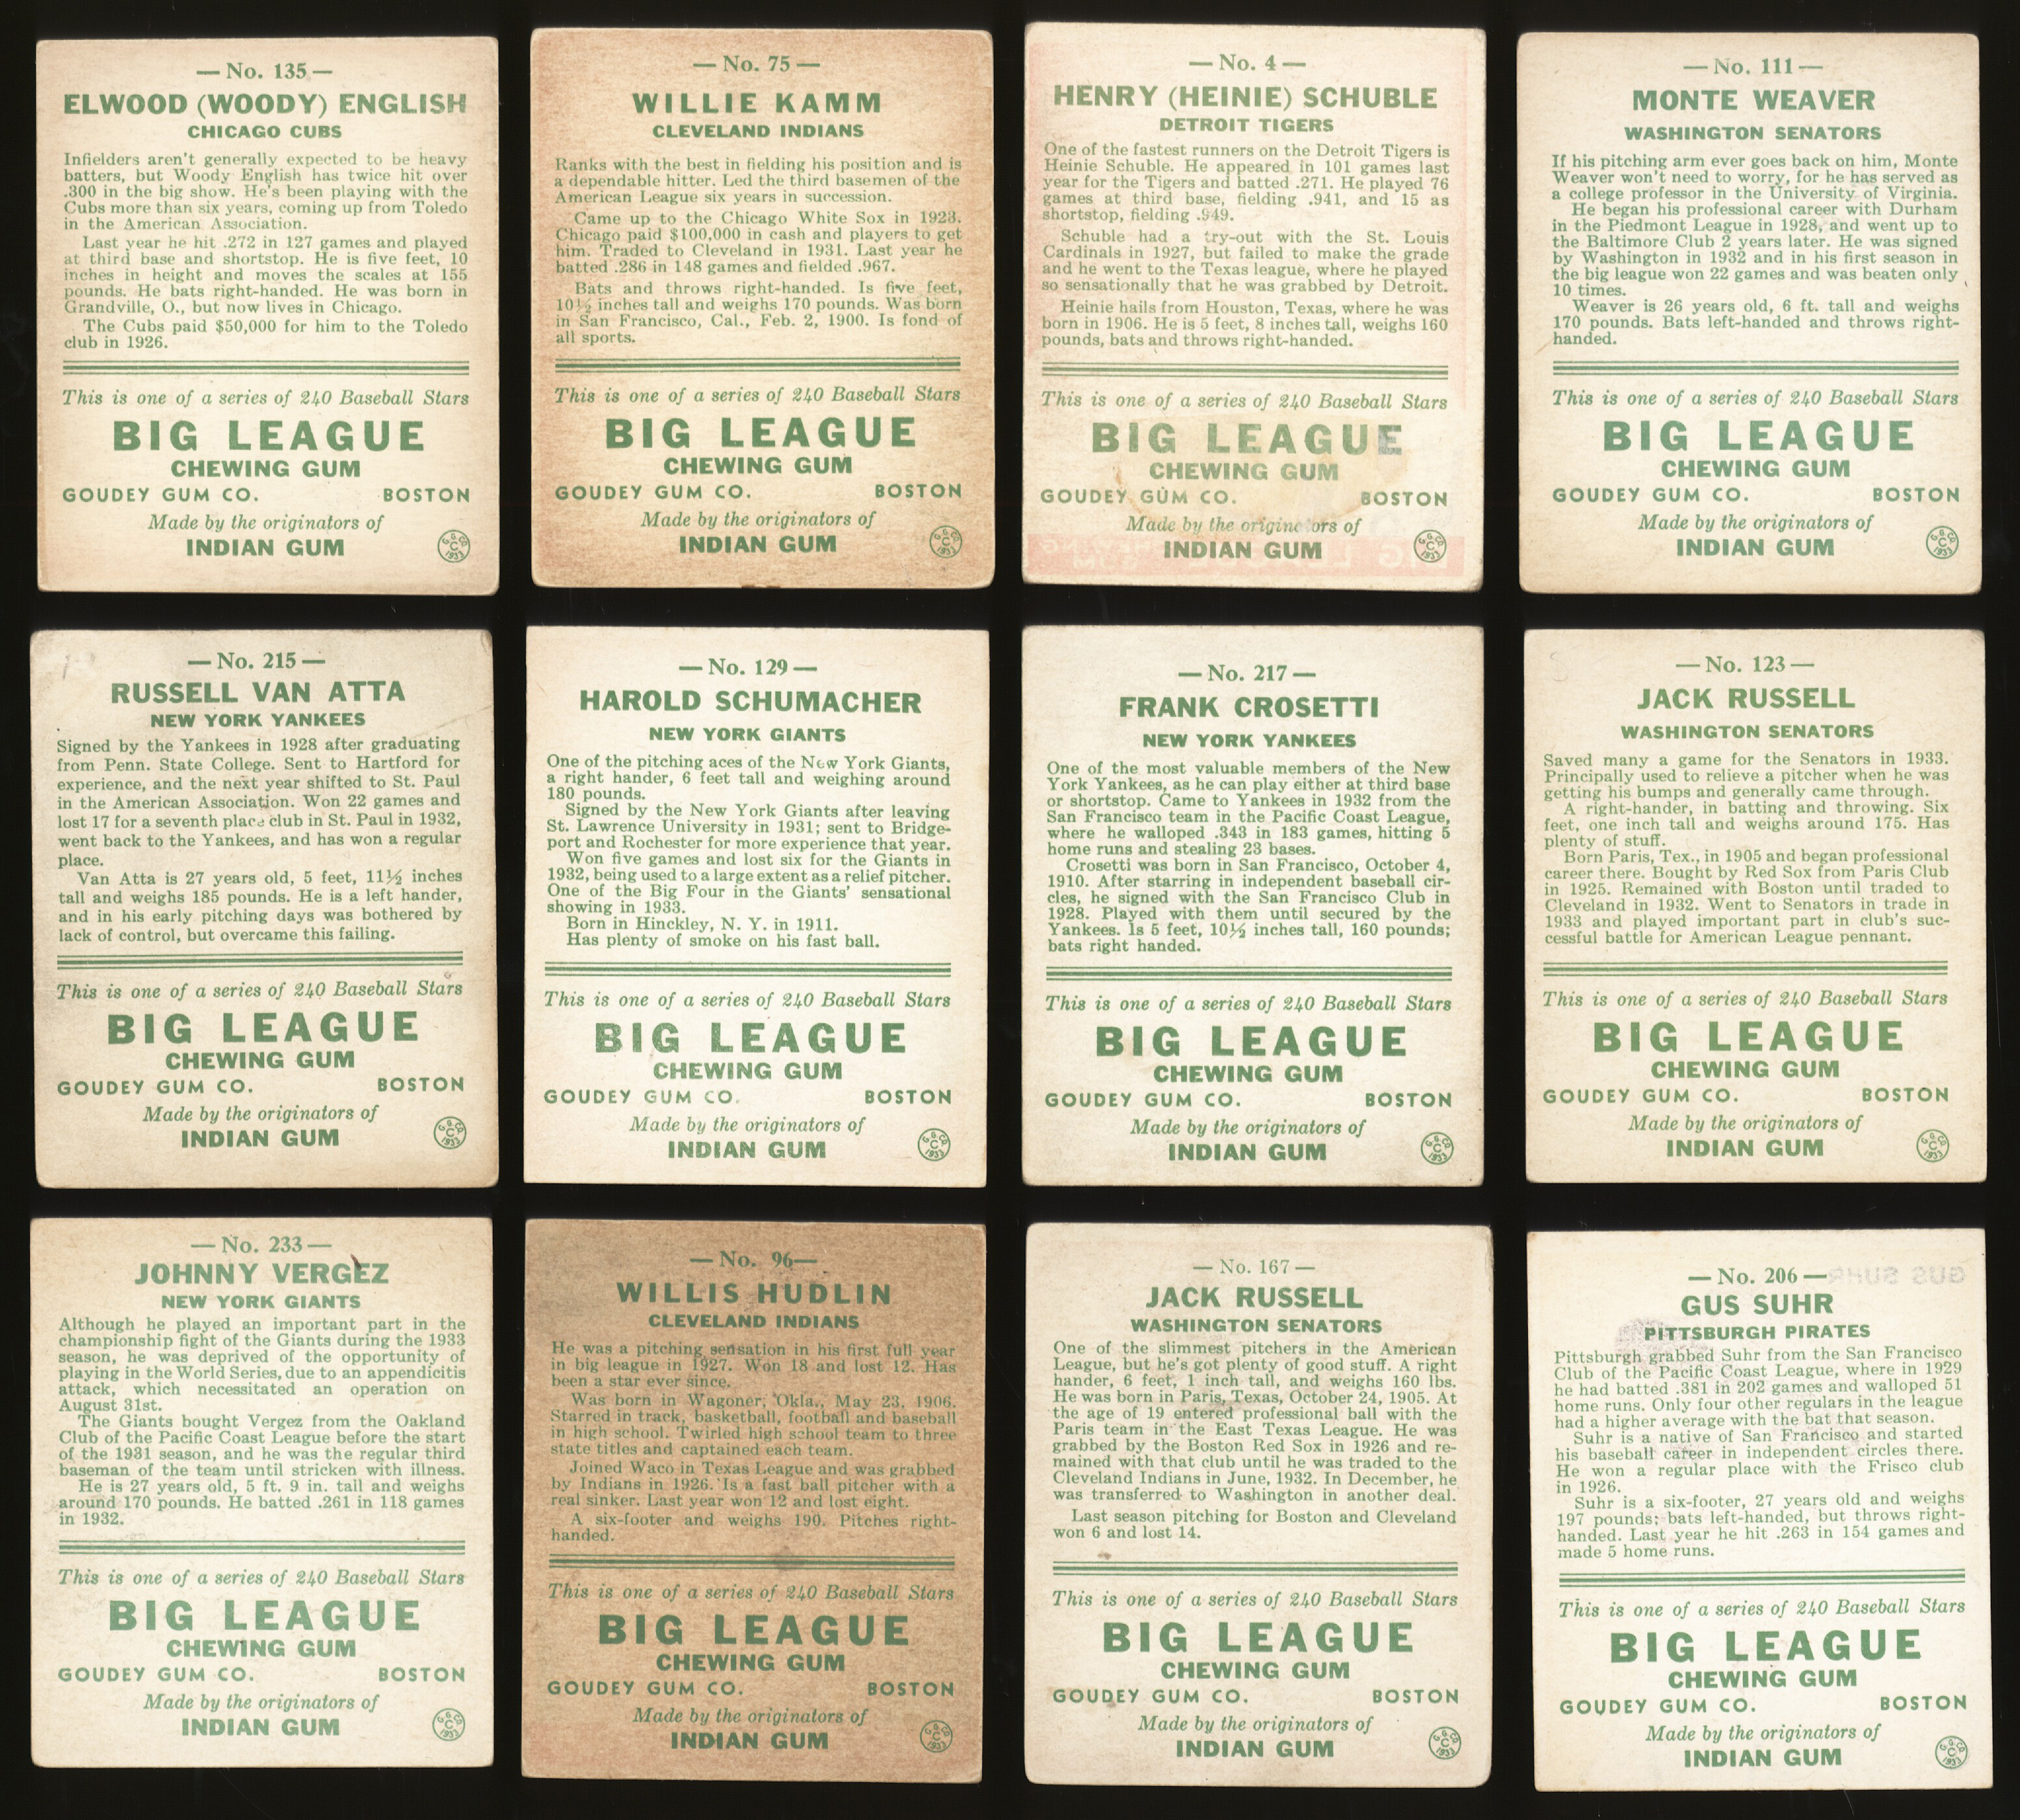 — No. 135 —
ELWOOD (WOODY) ENGLISH
CHICAGO CUBS
Infielders aren't generally expected to be heavy
batters, but Woody English has twice hit over
.300 in the big show. He's been playing with the
Cubs more than six years, coming up from Toledo
in the American Association.
Last year he hit .272 in 127 games and played
at third base and shortstop. He is five feet, 10
inches in height and moves the scales at 155
pounds. He bats right-handed. He was born in
Grandville, O., but now lives in Chicago.
The Cubs paid $50,000 for him to the Toledo
club in 1926.
This is one of a series of 240 Baseball Stars
BIG LEAGUE
CHEWING GUM
GOUDEY GUM CO. BOSTON
Made by the originators of
INDIAN GUM
G.G.CO.
C
1933
— No. 75 —
WILLIE KAMM
CLEVELAND INDIANS
Ranks with the best in fielding his position and is
a dependable hitter. Led the third basemen of the
American League six years in succession.
Came up to the Chicago White Sox in 1923.
Chicago paid $100,000 in cash and players to get
him. Traded to Cleveland in 1931. Last year he
batted .286 in 148 games and fielded .967.
Bats and throws right-handed. Is five feet,
10½ inches tall and weighs 170 pounds. Was born
in San Francisco, Cal., Feb. 2, 1900. Is fond of
all sports.
This is one of a series of 240 Baseball Stars
BIG LEAGUE
CHEWING GUM
GOUDEY GUM CO. BOSTON
Made by the originators of
INDIAN GUM
G.G.CO.
C
1933
— No. 4 —
HENRY (HEINIE) SCHUBLE
DETROIT TIGERS
One of the fastest runners on the Detroit Tigers is
Heinie Schuble. He appeared in 101 games last
year for the Tigers and batted .271. He played 76
games at third base, fielding .941, and 15 as
shortstop, fielding .949.
Schuble had a try-out with the St. Louis
Cardinals in 1927, but failed to make the grade
and he went to the Texas league, where he played
so sensationally that he was grabbed by Detroit.
Heinie hails from Houston, Texas, where he was
born in 1906. He is 5 feet, 8 inches tall, weighs 160
pounds, bats and throws right-handed.
This is one of a series of 240 Baseball Stars
BIG LEAGUE
CHEWING GUM
GOUDEY GUM CO. BOSTON
Made by the originators of
INDIAN GUM
G.G.CO.
C
1933
— No. 111 —
MONTE WEAVER
WASHINGTON SENATORS
If his pitching arm ever goes back on him, Monte
Weaver won't need to worry, for he has served as
a college professor in the University of Virginia.
He began his professional career with Durham
in the Piedmont League in 1928, and went up to
the Baltimore Club 2 years later. He was signed
by Washington in 1932 and in his first season in
the big league won 22 games and was beaten only
10 times.
Weaver is 26 years old, 6 ft. tall and weighs
170 pounds. Bats left-handed and throws right-
handed.
This is one of a series of 240 Baseball Stars
BIG LEAGUE
CHEWING GUM
GOUDEY GUM CO. BOSTON
Made by the originators of
INDIAN GUM
G.G.CO.
C
1933
— No. 215 —
RUSSELL VAN ATTA
NEW YORK YANKEES
Signed by the Yankees in 1928 after graduating
from Penn. State College. Sent to Hartford for
experience, and the next year shifted to St. Paul
in the American Association. Won 22 games and
lost 17 for a seventh place club in St. Paul in 1932,
went back to the Yankees, and has won a regular
place.
Van Atta is 27 years old, 5 feet, 11½ inches
tall and weighs 185 pounds. He is a left hander,
and in his early pitching days was bothered by
lack of control, but overcame this failing.
This is one of a series of 240 Baseball Stars
BIG LEAGUE
CHEWING GUM
GOUDEY GUM CO. BOSTON
Made by the originators of
INDIAN GUM
G.G.CO.
C
1933
— No. 129 —
HAROLD SCHUMACHER
NEW YORK GIANTS
One of the pitching aces of the New York Giants,
a right hander, 6 feet tall and weighing around
180 pounds.
Signed by the New York Giants after leaving
St. Lawrence University in 1931; sent to Bridge-
port and Rochester for more experience that year.
Won five games and lost six for the Giants in
1932, being used to a large extent as a relief pitcher.
One of the Big Four in the Giants' sensational
showing in 1933.
Born in Hinckley, N. Y. in 1911.
Has plenty of smoke on his fast ball.
This is one of a series of 240 Baseball Stars
BIG LEAGUE
CHEWING GUM
GOUDEY GUM CO. BOSTON
Made by the originators of
INDIAN GUM
G.G.CO.
C
1933
— No. 217 —
FRANK CROSETTI
NEW YORK YANKEES
One of the most valuable members of the New
York Yankees, as he can play either at third base
or shortstop. Came to Yankees in 1932 from the
San Francisco team in the Pacific Coast League,
where he walloped .343 in 183 games, hitting 5
home runs and stealing 23 bases.
Crosetti was born in San Francisco, October 4,
1910. After starring in independent baseball cir-
cles, he signed with the San Francisco Club in
1928. Played with them until secured by the
Yankees. Is 5 feet, 10½ inches tall, 160 pounds;
bats right handed.
This is one of a series of 240 Baseball Stars
BIG LEAGUE
CHEWING GUM
GOUDEY GUM CO. BOSTON
Made by the originators of
INDIAN GUM
G.G.CO.
C
1933
— No. 123 —
JACK RUSSELL
WASHINGTON SENATORS
Saved many a game for the Senators in 1933.
Principally used to relieve a pitcher when he was
getting his bumps and generally came through.
A right-hander, in batting and throwing. Six
feet, one inch tall and weighs around 175. Has
plenty of stuff.
Born Paris, Tex., in 1905 and began professional
career there. Bought by Red Sox from Paris Club
in 1925. Remained with Boston until traded to
Cleveland in 1932. Went to Senators in trade in
1933 and played important part in club's suc-
cessful battle for American League pennant.
This is one of a series of 240 Baseball Stars
BIG LEAGUE
CHEWING GUM
GOUDEY GUM CO. BOSTON
Made by the originators of
INDIAN GUM
G.G.CO.
C
1933
— No. 233 —
JOHNNY VERGEZ
NEW YORK GIANTS
Although he played an important part in the
championship fight of the Giants during the 1933
season, he was deprived of the opportunity of
playing in the World Series, due to an appendicitis
attack, which necessitated an operation on
August 31st.
The Giants bought Vergez from the Oakland
Club of the Pacific Coast League before the start
of the 1931 season, and he was the regular third
baseman of the team until stricken with illness.
He is 27 years old, 5 ft. 9 in. tall and weighs
around 170 pounds. He batted .261 in 118 games
in 1932.
This is one of a series of 240 Baseball Stars
BIG LEAGUE
CHEWING GUM
GOUDEY GUM CO. BOSTON
Made by the originators of
INDIAN GUM
G.G.CO.
C
1933
— No. 96 —
WILLIS HUDLIN
CLEVELAND INDIANS
He was a pitching sensation in his first full year
in big league in 1927. Won 18 and lost 12. Has
been a star ever since.
Was born in Wagoner, Okla., May 23, 1906.
Starred in track, basketball, football and baseball
in high school. Twirled high school team to three
state titles and captained each team.
Joined Waco in Texas League and was grabbed
by Indians in 1926. Is a fast ball pitcher with a
real sinker. Last year won 12 and lost eight.
A six-footer and weighs 190. Pitches right-
handed.
This is one of a series of 240 Baseball Stars
BIG LEAGUE
CHEWING GUM
GOUDEY GUM CO. BOSTON
Made by the originators of
INDIAN GUM
G.G.CO.
C
1933
— No. 167 —
JACK RUSSELL
WASHINGTON SENATORS
One of the slimmest pitchers in the American
League, but he's got plenty of good stuff. A right
hander, 6 feet, 1 inch tall, and weighs 160 lbs.
He was born in Paris, Texas, October 24, 1905. At
the age of 19 entered professional ball with the
Paris team in the East Texas League. He was
grabbed by the Boston Red Sox in 1926 and re-
mained with that club until he was traded to the
Cleveland Indians in June, 1932. In December, he
was transferred to Washington in another deal.
Last season pitching for Boston and Cleveland
won 6 and lost 14.
This is one of a series of 240 Baseball Stars
BIG LEAGUE
CHEWING GUM
GOUDEY GUM CO. BOSTON
Made by the originators of
INDIAN GUM
G.G.CO.
C
1933
— No. 206 —
GUS SUHR
GUS SUHR
PITTSBURGH PIRATES
Pittsburgh grabbed Suhr from the San Francisco
Club of the Pacific Coast League, where in 1929
he had batted .381 in 202 games and walloped 51
home runs. Only four other regulars in the league
had a higher average with the bat that season.
Suhr is a native of San Francisco and started
his baseball career in independent circles there.
He won a regular place with the Frisco club
in 1926.
Suhr is a six-footer, 27 years old and weighs
197 pounds; bats left-handed, but throws right-
handed. Last year he hit .263 in 154 games and
made 5 home runs.
This is one of a series of 240 Baseball Stars
BIG LEAGUE
CHEWING GUM
GOUDEY GUM CO. BOSTON
Made by the originators of
INDIAN GUM
G.G.CO.
C
1933